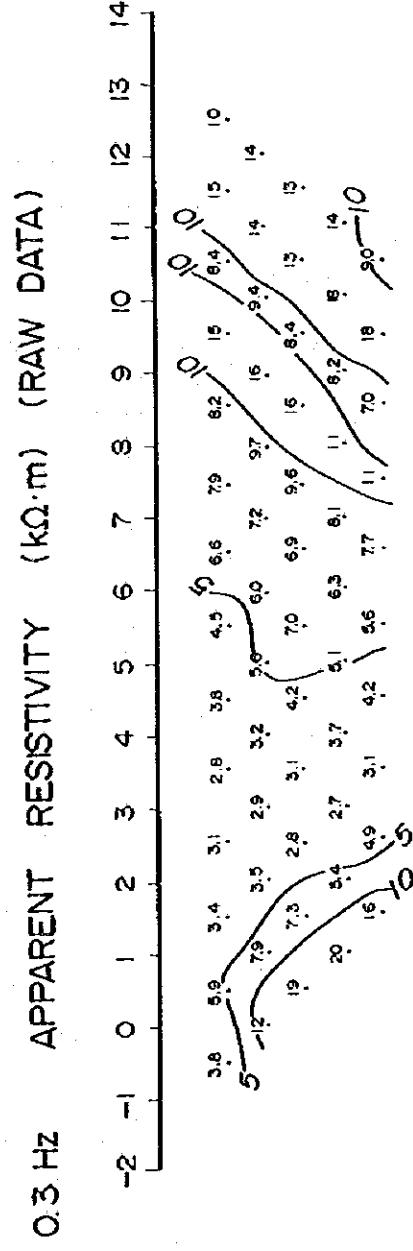 0.3 Hz APPARENT RESISTIVITY (kΩ·m) (RAW DATA)
-2 -1 0 1 2 3 4 5 6 7 8 9 10 11 12 13 14
5 10 10 10
3.8 5.9 3.4 3.1 2.8 3.8 4.5 6.6 7.9 8.2 15 8.4 15 10
5
12 7.9 3.5 2.9 3.2 5.6 6.0 7.2 9.7 16 9.4 14 14
19 7.3 2.8 3.1 4.2 7.0 6.9 9.6 16 8.4 13 13
20 5.4 2.7 3.7 5.1 6.3 8.1 11 8.2 18 14
10
16 4.9 3.1 4.2 5.6 7.7 11 7.0 18 9.0
10 5